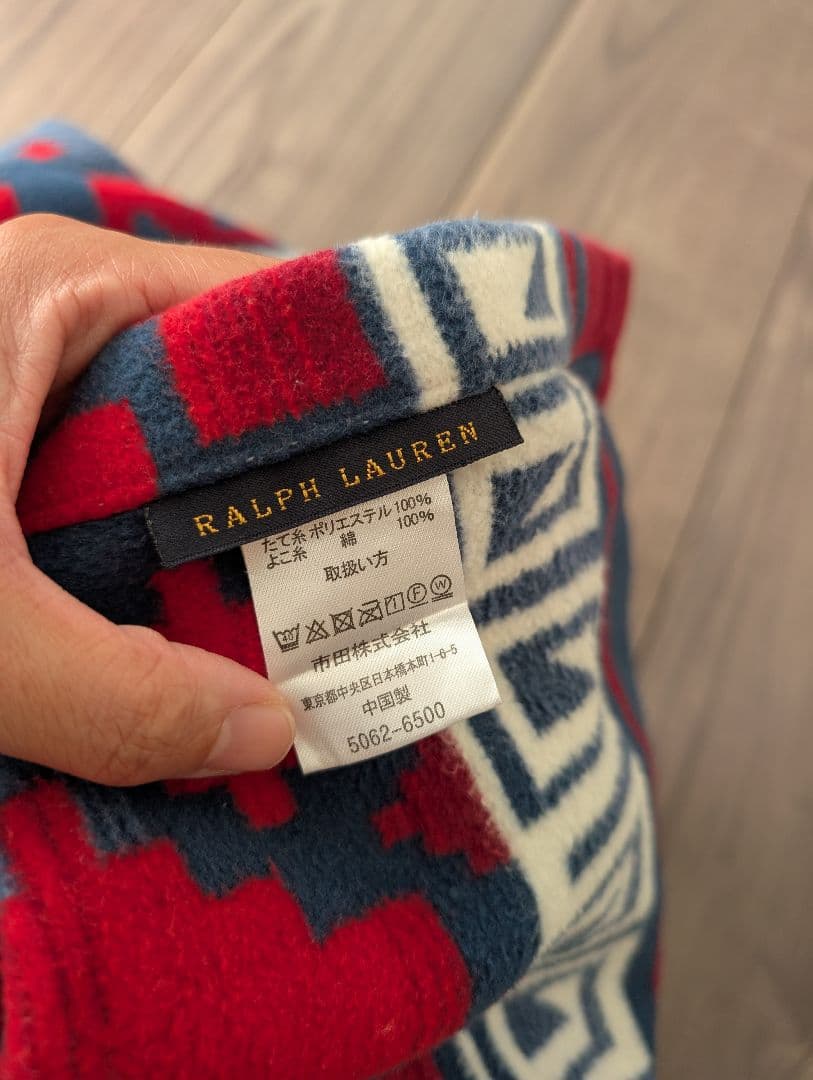 RALPH LAUREN
たて糸 ポリエステル 100%
よこ糸 綿 100%
取扱い方
40 F W
市田株式会社
東京都中央区日本橋本町1-6-5
中国製
5062-6500